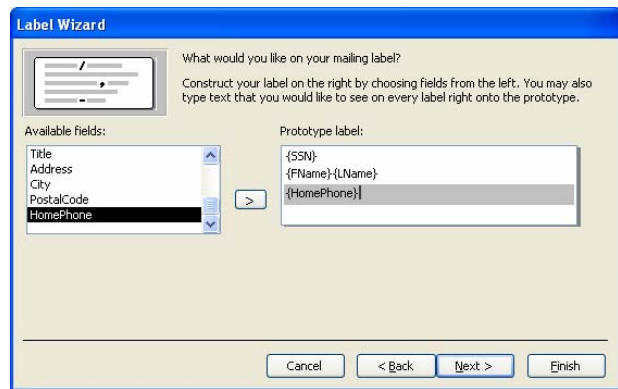 Label Wizard
What would you like on your mailing label?
Construct your label on the right by choosing fields from the left. You may also
type text that you would like to see on every label right onto the prototype.
Available fields:
Title
Address
City
PostalCode
HomePhone
>
Prototype label:
{SSN}
{FName}{LName}
{HomePhone}
Cancel
< Back
Next >
Finish